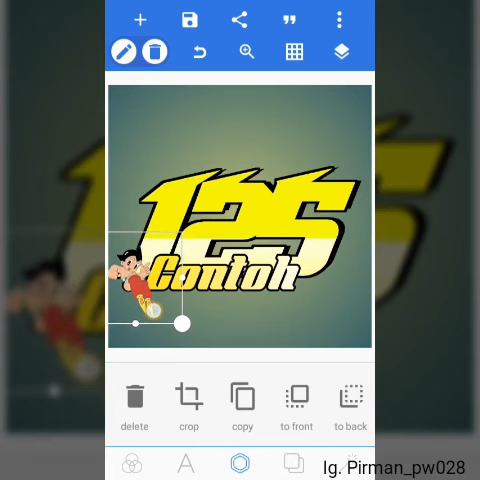 125
Contoh
delete
crop
copy
to front
to back
Ig. Pirman_pw028